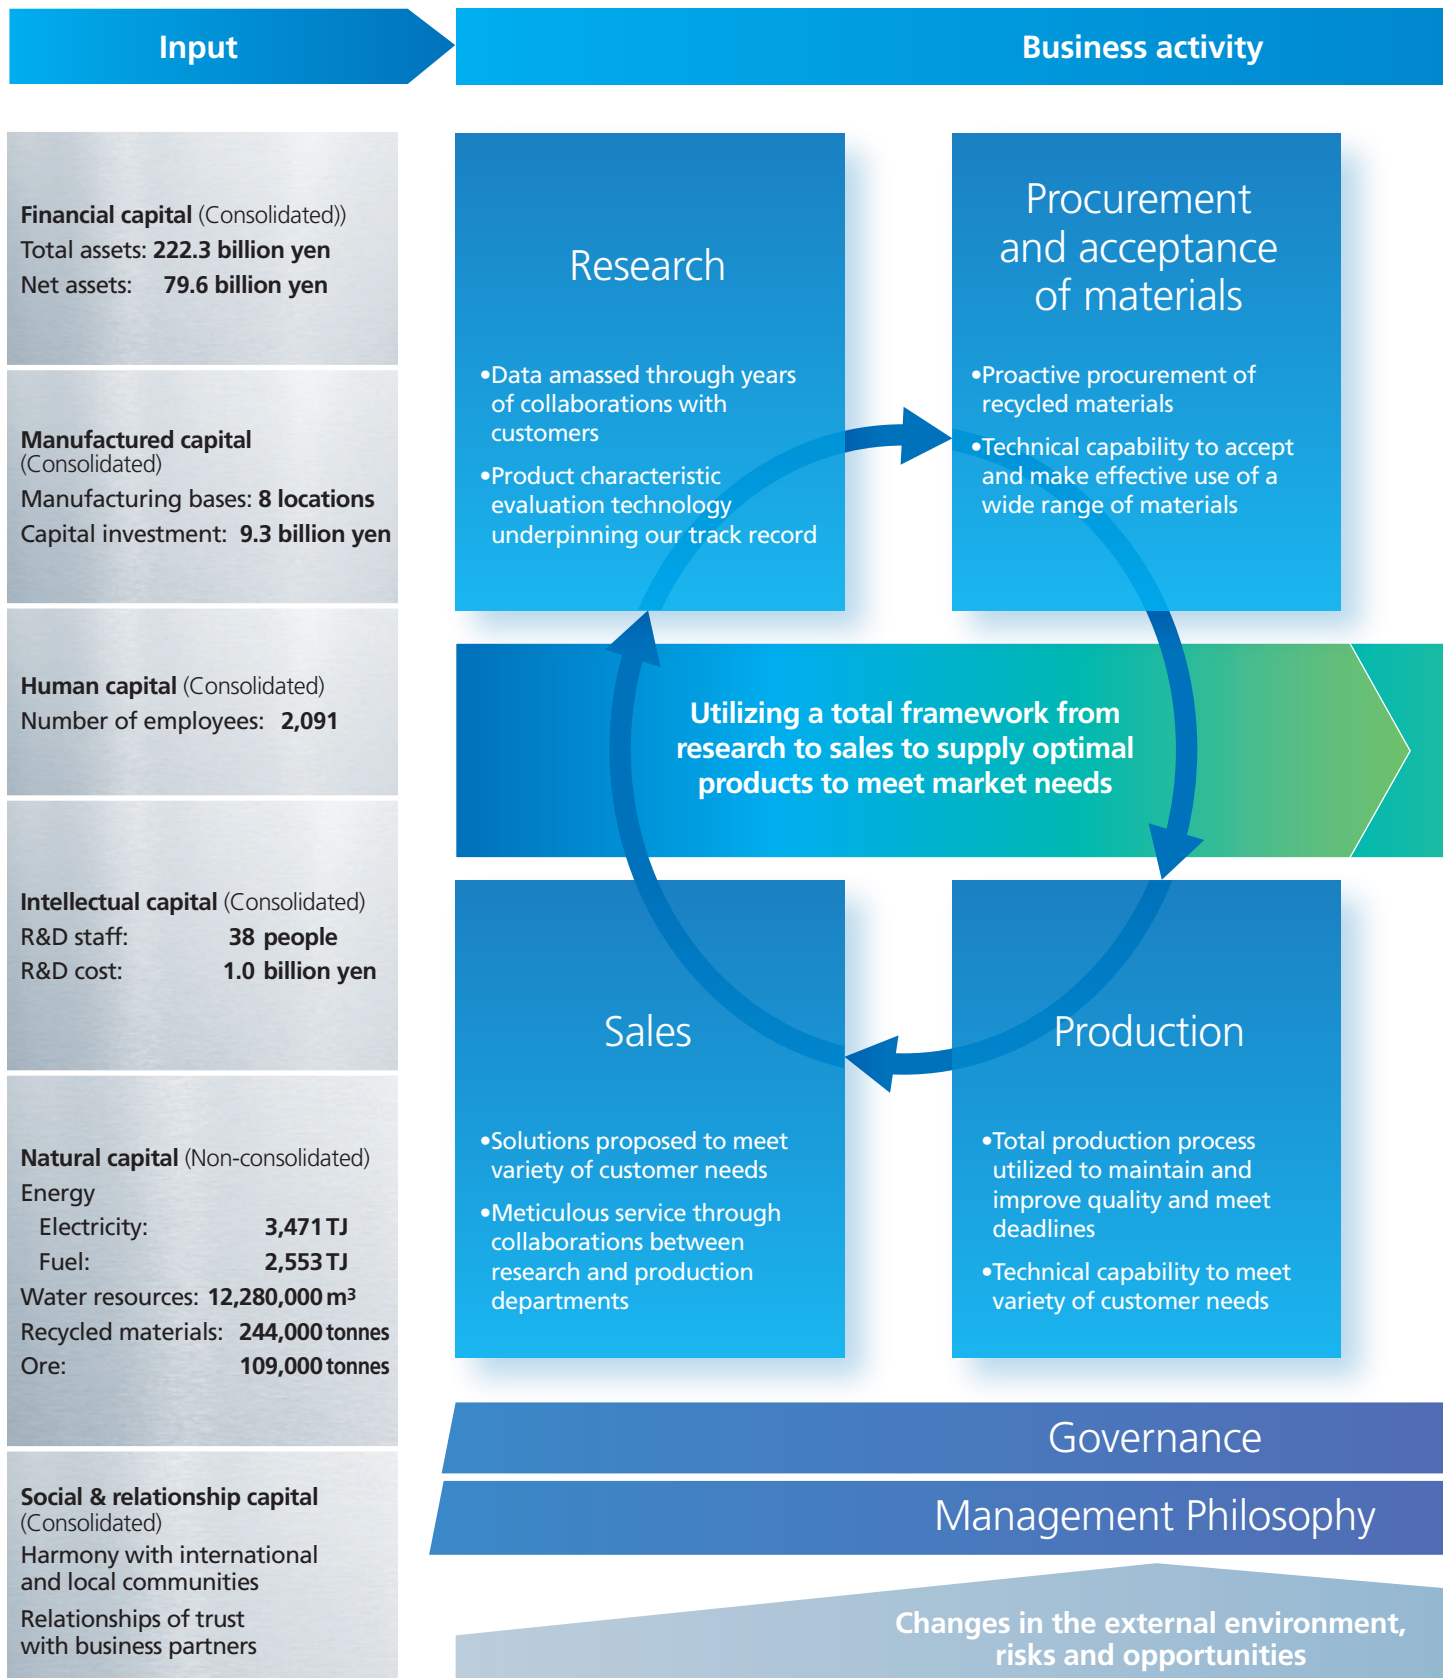 Input
Business activity
Financial capital (Consolidated))
Total assets: 222.3 billion yen
Net assets: 79.6 billion yen
Manufactured capital
(Consolidated)
Manufacturing bases: 8 locations
Capital investment: 9.3 billion yen
Human capital (Consolidated)
Number of employees: 2,091
Intellectual capital (Consolidated)
R&D staff: 38 people
R&D cost: 1.0 billion yen
Natural capital (Non-consolidated)
Energy
Electricity: 3,471 TJ
Fuel: 2,553 TJ
Water resources: 12,280,000 m³
Recycled materials: 244,000 tonnes
Ore: 109,000 tonnes
Social & relationship capital
(Consolidated)
Harmony with international
and local communities
Relationships of trust
with business partners
Research
•Data amassed through years
of collaborations with
customers
•Product characteristic
evaluation technology
underpinning our track record
Procurement
and acceptance
of materials
•Proactive procurement of
recycled materials
•Technical capability to accept
and make effective use of a
wide range of materials
Utilizing a total framework from
research to sales to supply optimal
products to meet market needs
Sales
•Solutions proposed to meet
variety of customer needs
•Meticulous service through
collaborations between
research and production
departments
Production
•Total production process
utilized to maintain and
improve quality and meet
deadlines
•Technical capability to meet
variety of customer needs
Governance
Management Philosophy
Changes in the external environment,
risks and opportunities